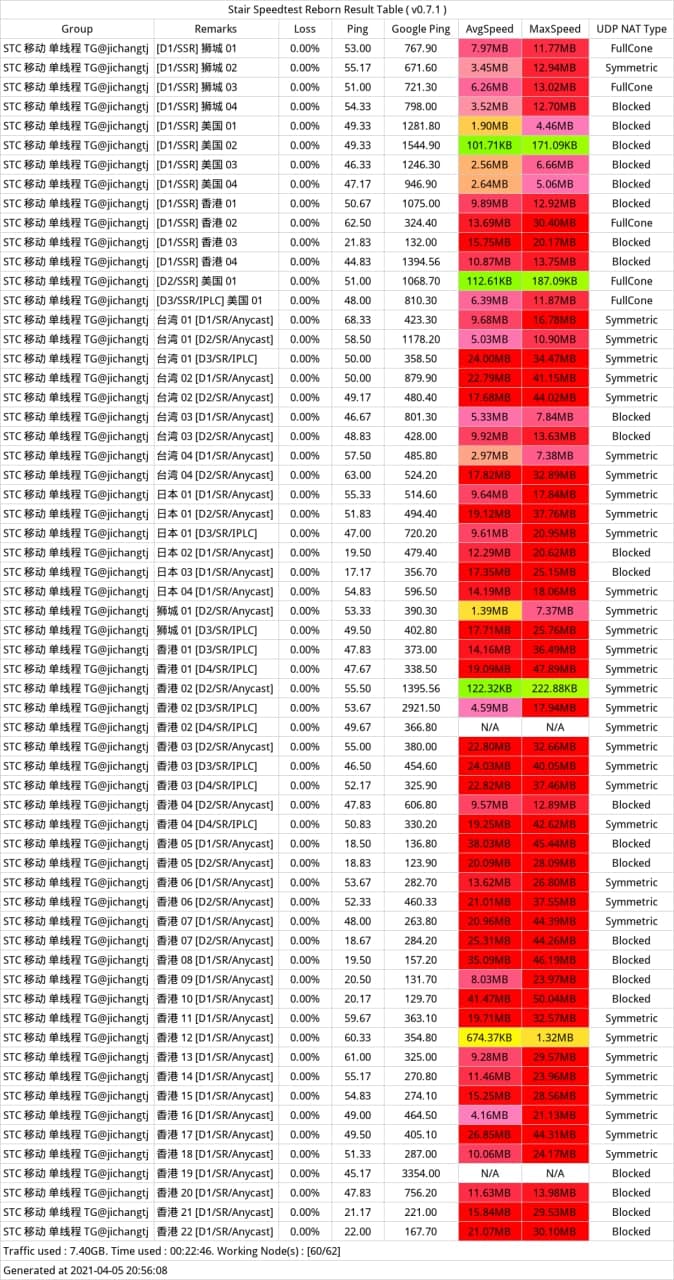 Stair Speedtest Reborn Result Table ( v0.7.1 )
Group Remarks Loss Ping Google Ping AvgSpeed MaxSpeed UDP NAT Type
STC 移动 单线程 TG@jichangtj [D1/SSR] 狮城 01 0.00% 53.00 767.90 7.97MB 11.77MB FullCone
STC 移动 单线程 TG@jichangtj [D1/SSR] 狮城 02 0.00% 55.17 671.60 3.45MB 12.94MB Symmetric
STC 移动 单线程 TG@jichangtj [D1/SSR] 狮城 03 0.00% 51.00 721.30 6.26MB 13.02MB FullCone
STC 移动 单线程 TG@jichangtj [D1/SSR] 狮城 04 0.00% 54.33 798.00 3.52MB 12.70MB Blocked
STC 移动 单线程 TG@jichangtj [D1/SSR] 美国 01 0.00% 49.33 1281.80 1.90MB 4.46MB Blocked
STC 移动 单线程 TG@jichangtj [D1/SSR] 美国 02 0.00% 49.33 1544.90 101.71KB 171.09KB Blocked
STC 移动 单线程 TG@jichangtj [D1/SSR] 美国 03 0.00% 46.33 1246.30 2.56MB 6.66MB Blocked
STC 移动 单线程 TG@jichangtj [D1/SSR] 美国 04 0.00% 47.17 946.90 2.64MB 5.06MB Blocked
STC 移动 单线程 TG@jichangtj [D1/SSR] 香港 01 0.00% 50.67 1075.00 9.89MB 12.92MB Blocked
STC 移动 单线程 TG@jichangtj [D1/SSR] 香港 02 0.00% 62.50 324.40 13.69MB 30.40MB FullCone
STC 移动 单线程 TG@jichangtj [D1/SSR] 香港 03 0.00% 21.83 132.00 15.75MB 20.17MB Blocked
STC 移动 单线程 TG@jichangtj [D1/SSR] 香港 04 0.00% 44.83 1394.56 10.87MB 13.75MB Blocked
STC 移动 单线程 TG@jichangtj [D2/SSR] 美国 01 0.00% 51.00 1068.70 112.61KB 187.09KB FullCone
STC 移动 单线程 TG@jichangtj [D3/SSR/IPLC] 美国 01 0.00% 48.00 810.30 6.39MB 11.87MB FullCone
STC 移动 单线程 TG@jichangtj 台湾 01 [D1/SR/Anycast] 0.00% 68.33 423.30 9.68MB 16.78MB Symmetric
STC 移动 单线程 TG@jichangtj 台湾 01 [D2/SR/Anycast] 0.00% 58.50 1178.20 5.03MB 10.90MB Symmetric
STC 移动 单线程 TG@jichangtj 台湾 01 [D3/SR/IPLC] 0.00% 50.00 358.50 24.00MB 34.47MB Symmetric
STC 移动 单线程 TG@jichangtj 台湾 02 [D1/SR/Anycast] 0.00% 50.00 879.90 22.79MB 41.15MB Symmetric
STC 移动 单线程 TG@jichangtj 台湾 02 [D2/SR/Anycast] 0.00% 49.17 480.40 17.68MB 44.02MB Symmetric
STC 移动 单线程 TG@jichangtj 台湾 03 [D1/SR/Anycast] 0.00% 46.67 801.30 5.33MB 7.84MB Blocked
STC 移动 单线程 TG@jichangtj 台湾 03 [D2/SR/Anycast] 0.00% 48.83 428.00 9.92MB 13.63MB Blocked
STC 移动 单线程 TG@jichangtj 台湾 04 [D1/SR/Anycast] 0.00% 57.50 485.80 2.97MB 7.38MB Symmetric
STC 移动 单线程 TG@jichangtj 台湾 04 [D2/SR/Anycast] 0.00% 63.00 524.20 17.82MB 32.89MB Symmetric
STC 移动 单线程 TG@jichangtj 日本 01 [D1/SR/Anycast] 0.00% 55.33 514.60 9.64MB 17.84MB Symmetric
STC 移动 单线程 TG@jichangtj 日本 01 [D2/SR/Anycast] 0.00% 51.83 494.40 19.12MB 37.76MB Symmetric
STC 移动 单线程 TG@jichangtj 日本 01 [D3/SR/IPLC] 0.00% 47.00 720.20 9.61MB 20.95MB Symmetric
STC 移动 单线程 TG@jichangtj 日本 02 [D1/SR/Anycast] 0.00% 19.50 479.40 12.29MB 20.62MB Blocked
STC 移动 单线程 TG@jichangtj 日本 03 [D1/SR/Anycast] 0.00% 17.17 356.70 17.35MB 25.15MB Blocked
STC 移动 单线程 TG@jichangtj 日本 04 [D1/SR/Anycast] 0.00% 54.83 596.50 14.19MB 18.06MB Symmetric
STC 移动 单线程 TG@jichangtj 狮城 01 [D2/SR/Anycast] 0.00% 53.33 390.30 1.39MB 7.37MB Symmetric
STC 移动 单线程 TG@jichangtj 狮城 01 [D3/SR/IPLC] 0.00% 49.50 402.80 17.71MB 25.76MB Symmetric
STC 移动 单线程 TG@jichangtj 香港 01 [D3/SR/IPLC] 0.00% 47.83 373.00 14.16MB 36.49MB Symmetric
STC 移动 单线程 TG@jichangtj 香港 01 [D4/SR/IPLC] 0.00% 47.67 338.50 19.09MB 47.89MB Symmetric
STC 移动 单线程 TG@jichangtj 香港 02 [D2/SR/Anycast] 0.00% 55.50 1395.56 122.32KB 222.88KB Symmetric
STC 移动 单线程 TG@jichangtj 香港 02 [D3/SR/IPLC] 0.00% 53.67 2921.50 4.59MB 17.94MB Symmetric
STC 移动 单线程 TG@jichangtj 香港 02 [D4/SR/IPLC] 0.00% 49.67 366.80 N/A N/A Symmetric
STC 移动 单线程 TG@jichangtj 香港 03 [D2/SR/Anycast] 0.00% 55.00 380.00 22.80MB 32.66MB Symmetric
STC 移动 单线程 TG@jichangtj 香港 03 [D3/SR/IPLC] 0.00% 46.50 454.60 24.03MB 40.05MB Symmetric
STC 移动 单线程 TG@jichangtj 香港 03 [D4/SR/IPLC] 0.00% 52.17 325.90 22.82MB 37.46MB Symmetric
STC 移动 单线程 TG@jichangtj 香港 04 [D2/SR/Anycast] 0.00% 47.83 606.80 9.57MB 12.89MB Blocked
STC 移动 单线程 TG@jichangtj 香港 04 [D4/SR/IPLC] 0.00% 50.83 330.20 19.25MB 42.62MB Symmetric
STC 移动 单线程 TG@jichangtj 香港 05 [D1/SR/Anycast] 0.00% 18.50 136.80 38.03MB 45.44MB Blocked
STC 移动 单线程 TG@jichangtj 香港 05 [D2/SR/Anycast] 0.00% 18.83 123.90 20.09MB 28.09MB Blocked
STC 移动 单线程 TG@jichangtj 香港 06 [D1/SR/Anycast] 0.00% 53.67 282.70 13.62MB 26.80MB Symmetric
STC 移动 单线程 TG@jichangtj 香港 06 [D2/SR/Anycast] 0.00% 52.33 460.33 21.01MB 37.55MB Symmetric
STC 移动 单线程 TG@jichangtj 香港 07 [D1/SR/Anycast] 0.00% 48.00 263.80 20.96MB 44.39MB Symmetric
STC 移动 单线程 TG@jichangtj 香港 07 [D2/SR/Anycast] 0.00% 18.67 284.20 25.31MB 44.26MB Blocked
STC 移动 单线程 TG@jichangtj 香港 08 [D1/SR/Anycast] 0.00% 19.50 157.20 35.09MB 46.19MB Blocked
STC 移动 单线程 TG@jichangtj 香港 09 [D1/SR/Anycast] 0.00% 20.50 131.70 8.03MB 23.97MB Blocked
STC 移动 单线程 TG@jichangtj 香港 10 [D1/SR/Anycast] 0.00% 20.17 129.70 41.47MB 50.04MB Blocked
STC 移动 单线程 TG@jichangtj 香港 11 [D1/SR/Anycast] 0.00% 59.67 363.10 19.71MB 32.57MB Symmetric
STC 移动 单线程 TG@jichangtj 香港 12 [D1/SR/Anycast] 0.00% 60.33 354.80 674.37KB 1.32MB Symmetric
STC 移动 单线程 TG@jichangtj 香港 13 [D1/SR/Anycast] 0.00% 61.00 325.00 9.28MB 29.57MB Symmetric
STC 移动 单线程 TG@jichangtj 香港 14 [D1/SR/Anycast] 0.00% 55.17 270.80 11.46MB 23.96MB Symmetric
STC 移动 单线程 TG@jichangtj 香港 15 [D1/SR/Anycast] 0.00% 54.83 274.10 15.25MB 28.56MB Symmetric
STC 移动 单线程 TG@jichangtj 香港 16 [D1/SR/Anycast] 0.00% 49.00 464.50 4.16MB 21.13MB Symmetric
STC 移动 单线程 TG@jichangtj 香港 17 [D1/SR/Anycast] 0.00% 49.50 405.10 26.85MB 44.31MB Symmetric
STC 移动 单线程 TG@jichangtj 香港 18 [D1/SR/Anycast] 0.00% 51.33 287.00 10.06MB 24.17MB Symmetric
STC 移动 单线程 TG@jichangtj 香港 19 [D1/SR/Anycast] 0.00% 45.17 3354.00 N/A N/A Blocked
STC 移动 单线程 TG@jichangtj 香港 20 [D1/SR/Anycast] 0.00% 47.83 756.20 11.63MB 13.98MB Blocked
STC 移动 单线程 TG@jichangtj 香港 21 [D1/SR/Anycast] 0.00% 21.17 221.00 15.84MB 29.53MB Blocked
STC 移动 单线程 TG@jichangtj 香港 22 [D1/SR/Anycast] 0.00% 22.00 167.70 21.07MB 30.10MB Blocked
Traffic used : 7.40GB. Time used : 00:22:46. Working Node(s) : [60/62]
Generated at 2021-04-05 20:56:08